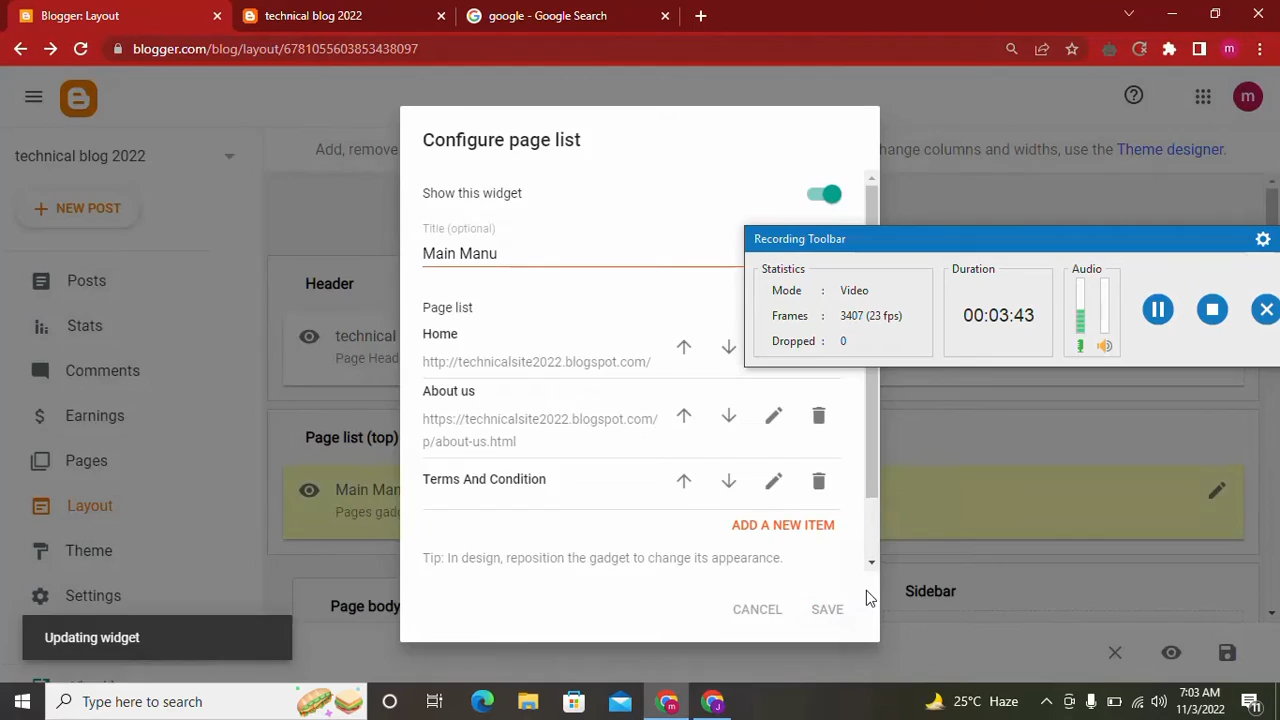 Blogger: Layout
technical blog 2022
google - Google Search
blogger.com/blog/layout/6781055603853438097
m
m
technical blog 2022
Add, remove
change columns and widths, use the Theme designer.
NEW POST
Posts
Stats
Comments
Earnings
Pages
Layout
Theme
Settings
Header
technical
Page Head
Page list (top)
Main Man
Pages gadg
Page body
Sidebar
Configure page list
Show this widget
Title (optional)
Main Manu
Page list
Home
http://technicalsite2022.blogspot.com/
About us
https://technicalsite2022.blogspot.com/
p/about-us.html
Terms And Condition
ADD A NEW ITEM
Tip: In design, reposition the gadget to change its appearance.
CANCEL
SAVE
Recording Toolbar
Statistics
Mode : Video
Frames : 3407 (23 fps)
Dropped : 0
Duration
00:03:43
Audio
Updating widget
Type here to search
m
J
25°C Haze
7:03 AM
11/3/2022
11